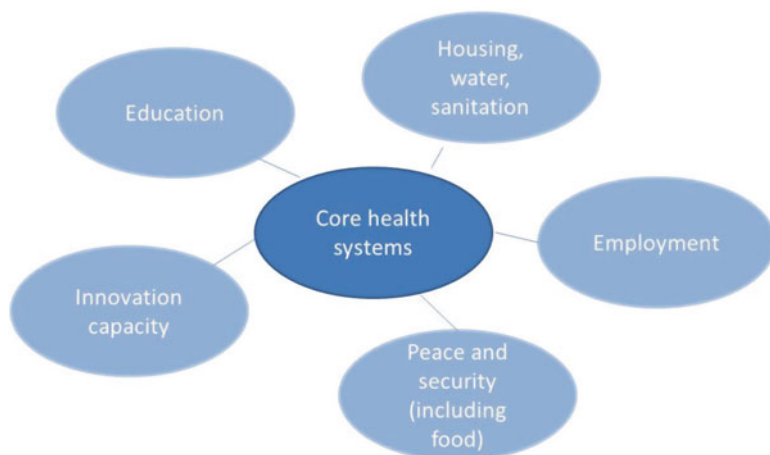 Housing,
water,
sanitation
Education
Core health
systems
Employment
Innovation
capacity
Peace and
security
(including
food)